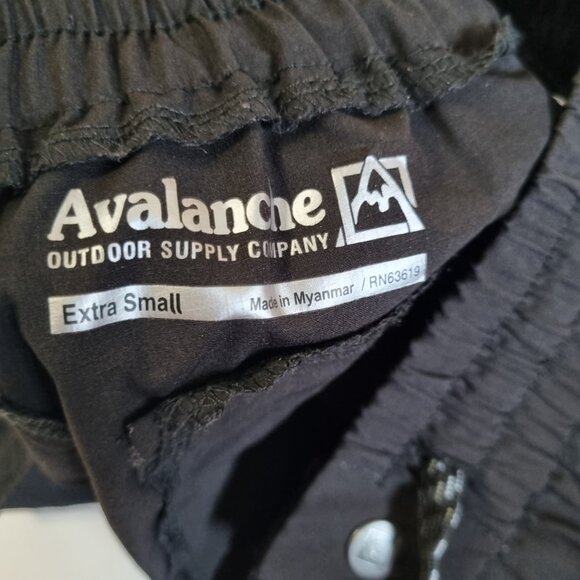 Avalanche
OUTDOOR SUPPLY COMPANY
Extra Small Made in Myanmar / RN63619